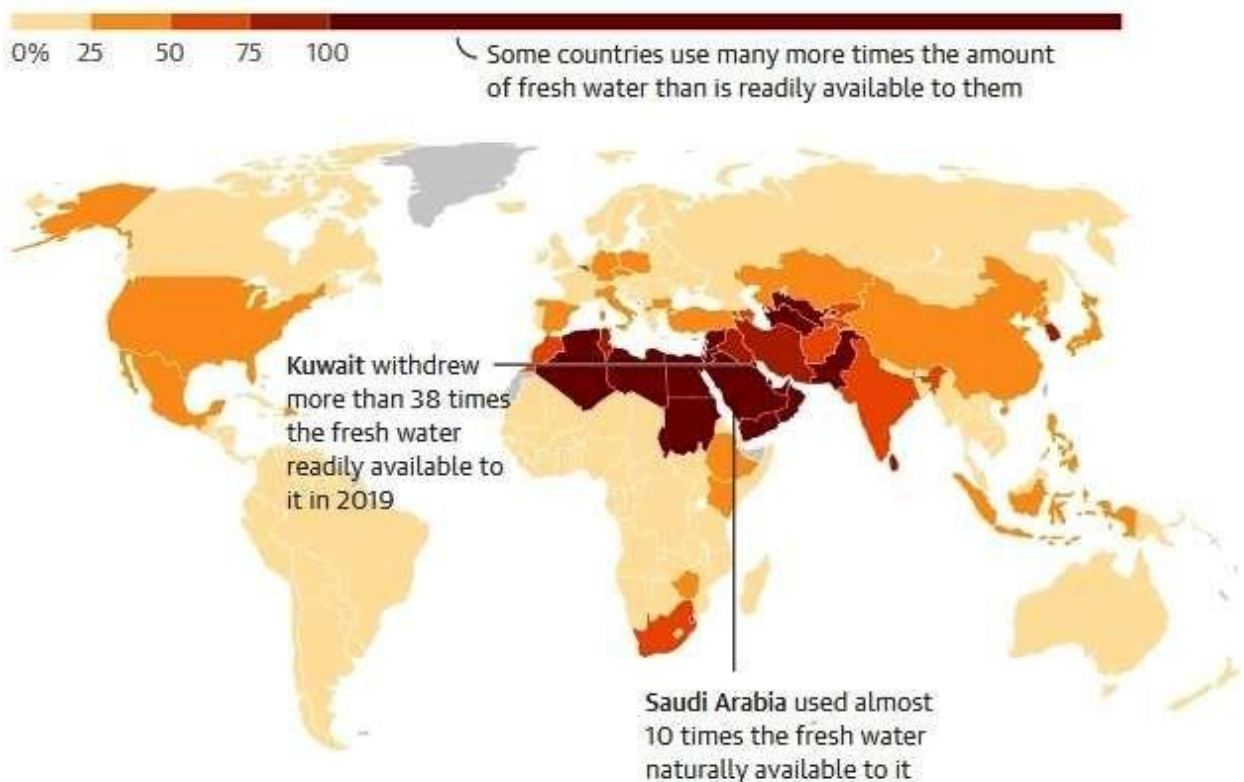 0% 25 50 75 100
Some countries use many more times the amount
of fresh water than is readily available to them
Kuwait withdrew
more than 38 times
the fresh water
readily available to
it in 2019
Saudi Arabia used almost
10 times the fresh water
naturally available to it